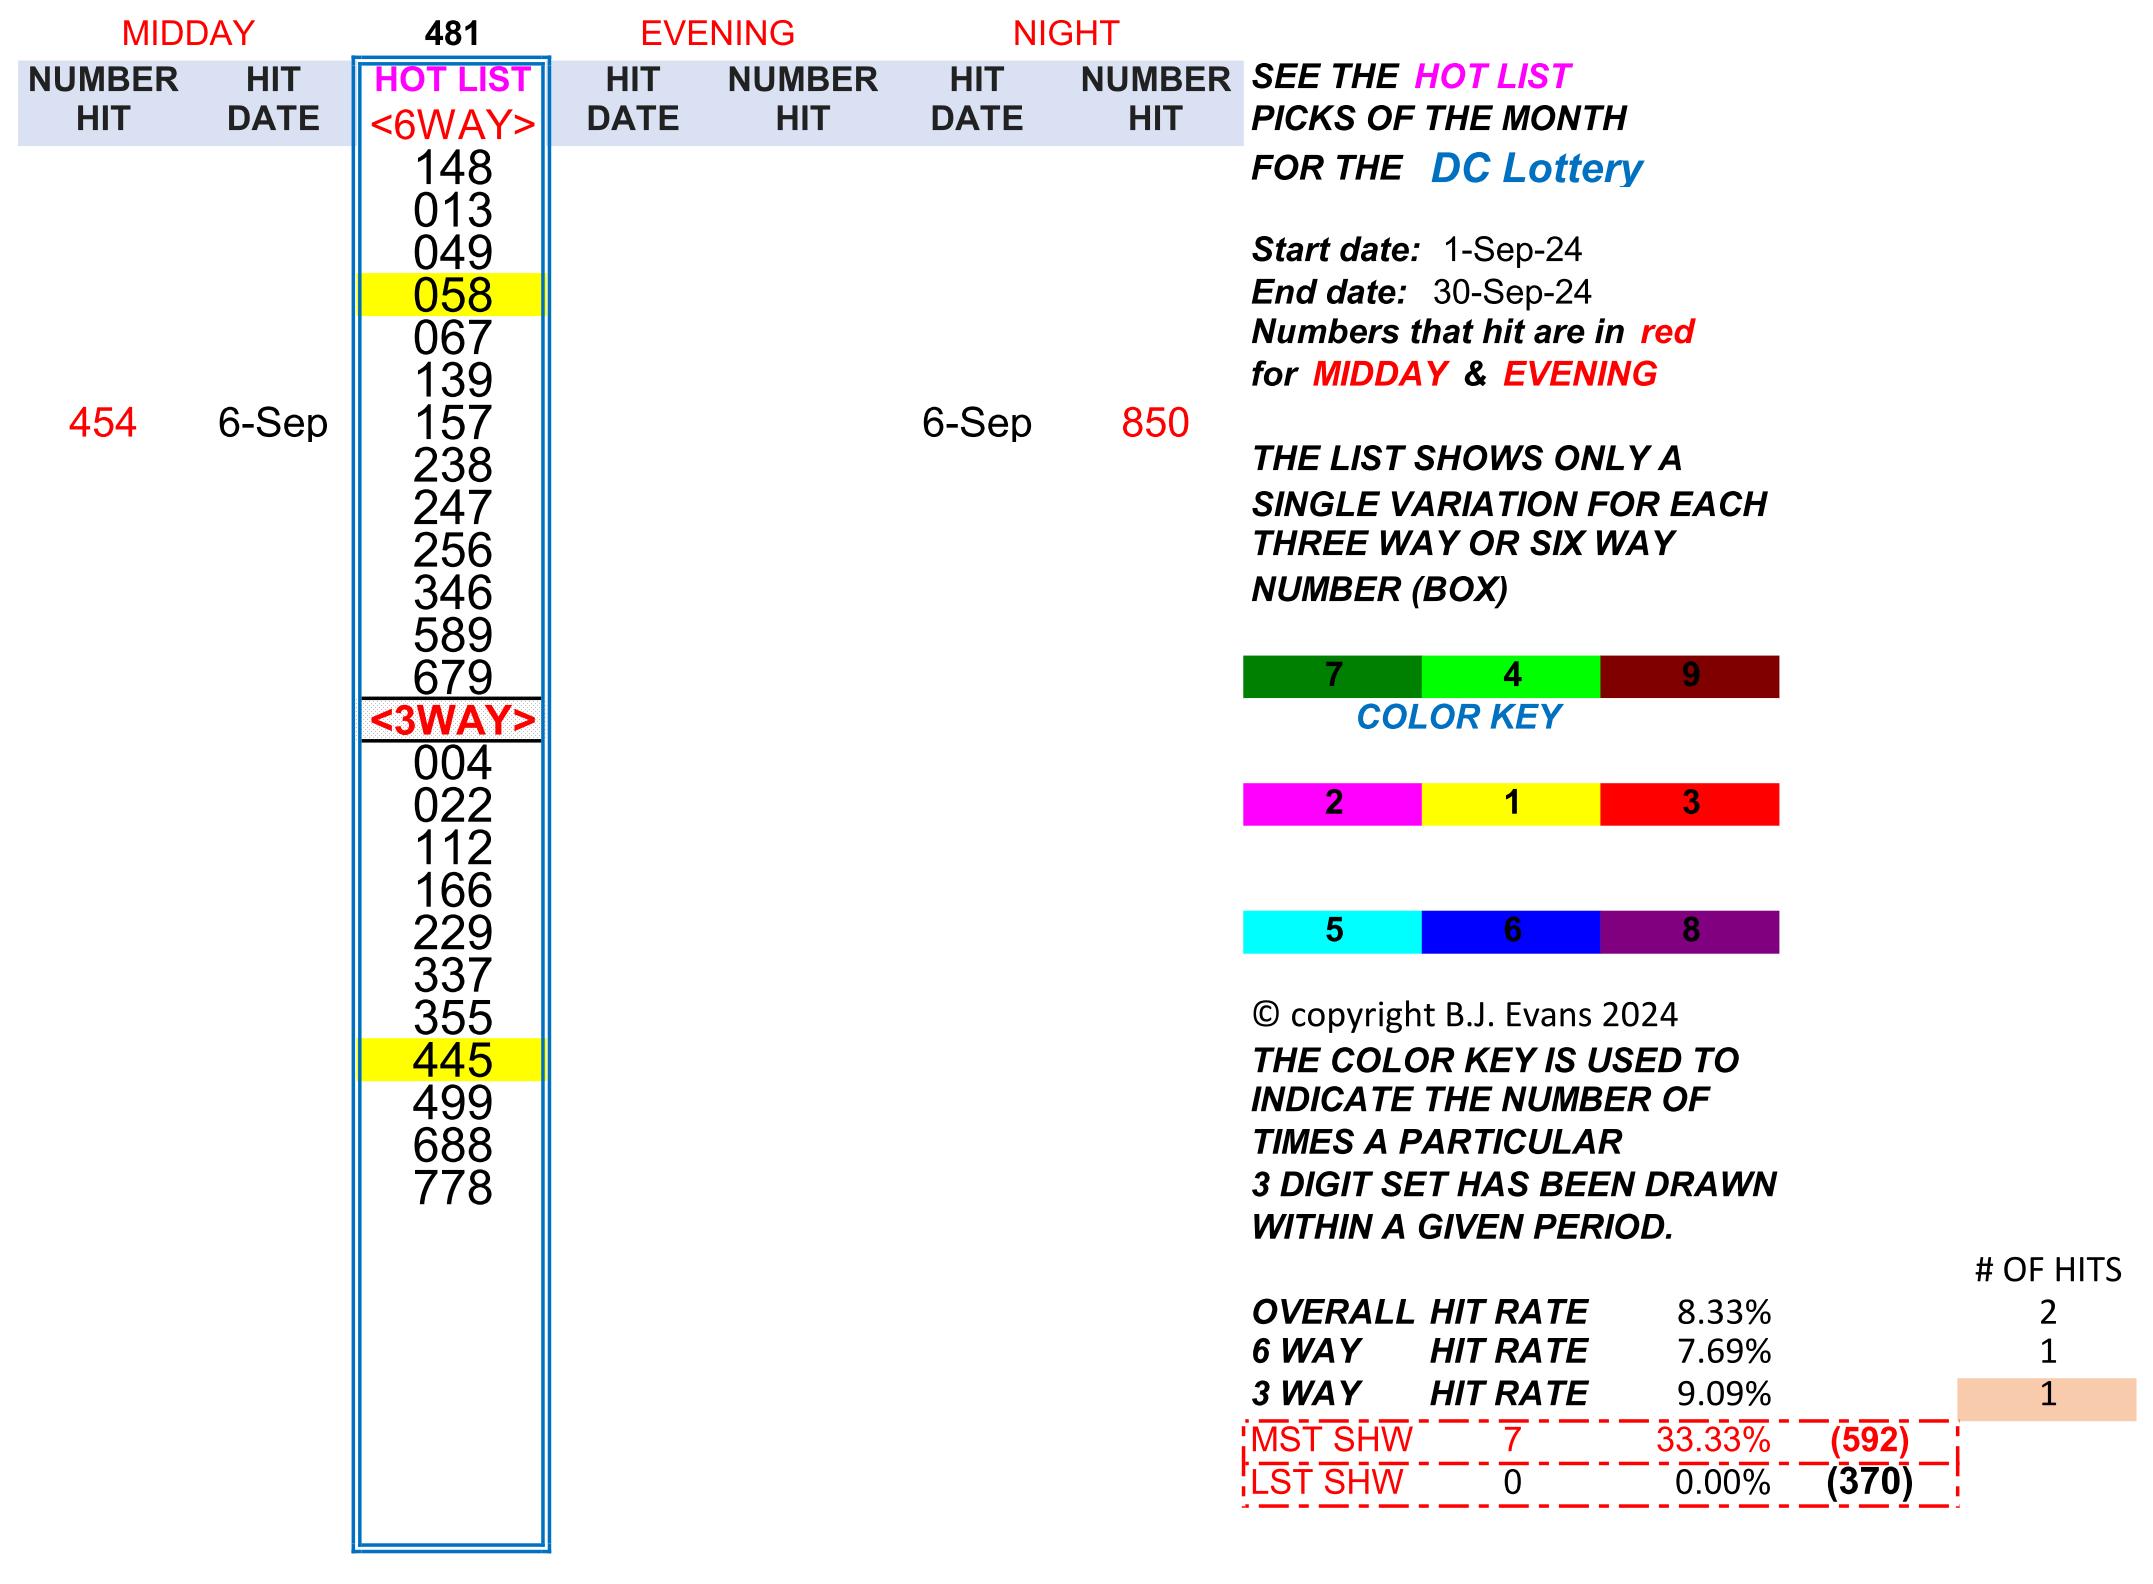 MIDDAY 481 EVENING NIGHT
NUMBER HIT HOT LIST HIT NUMBER HIT NUMBER
HIT DATE <6WAY> DATE HIT DATE HIT
148
013
049
058
067
139
454 6-Sep 157 6-Sep 850
238
247
256
346
589
679
<3WAY>
004
022
112
166
229
337
355
445
499
688
778
SEE THE HOT LIST
PICKS OF THE MONTH
FOR THE DC Lottery
Start date: 1-Sep-24
End date: 30-Sep-24
Numbers that hit are in red
for MIDDAY & EVENING
THE LIST SHOWS ONLY A
SINGLE VARIATION FOR EACH
THREE WAY OR SIX WAY
NUMBER (BOX)
7 4 9
COLOR KEY
2 1 3
5 6 8
© copyright B.J. Evans 2024
THE COLOR KEY IS USED TO
INDICATE THE NUMBER OF
TIMES A PARTICULAR
3 DIGIT SET HAS BEEN DRAWN
WITHIN A GIVEN PERIOD.
# OF HITS
OVERALL HIT RATE 8.33% 2
6 WAY HIT RATE 7.69% 1
3 WAY HIT RATE 9.09% 1
MST SHW 7 33.33% (592)
LST SHW 0 0.00% (370)